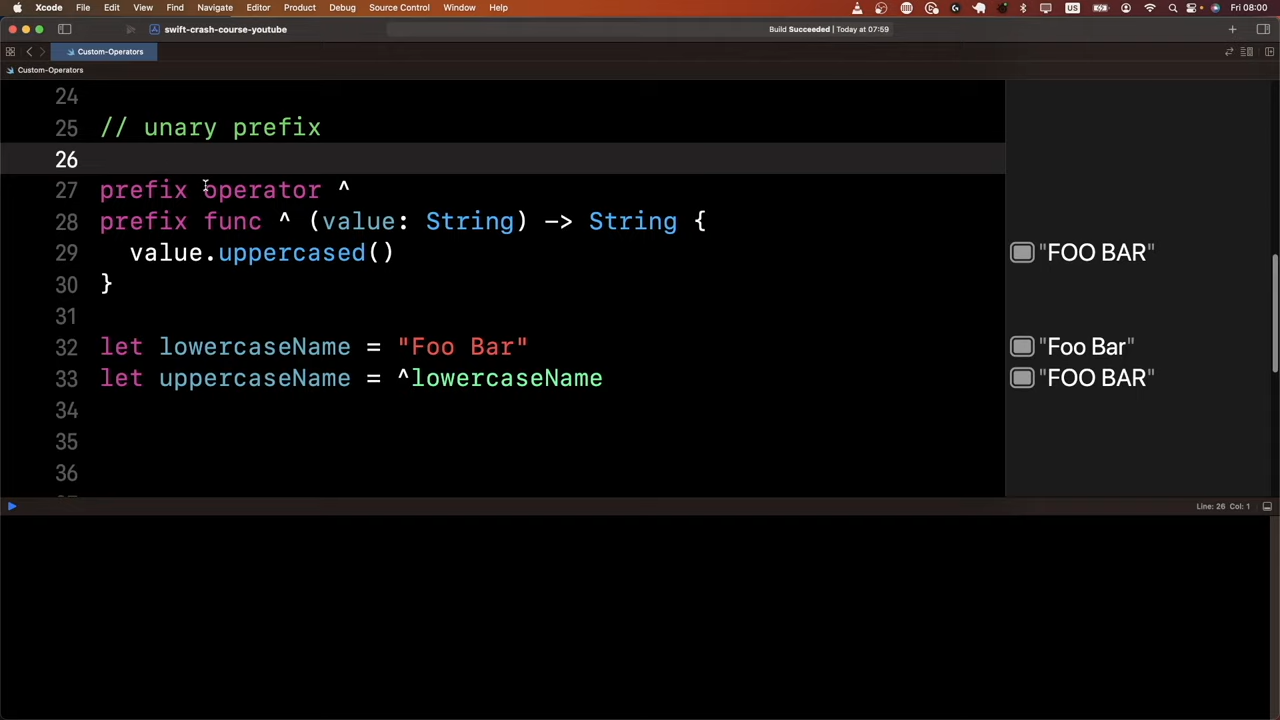 Xcode File Edit View Find Navigate Editor Product Debug Source Control Window Help US Fri 08:00
swift-crash-course-youtube Build Succeeded | Today at 07:59
Custom-Operators
Custom-Operators
24
25 // unary prefix
26
27 prefix operator ^
28 prefix func ^ (value: String) -> String {
29 value.uppercased() "FOO BAR"
30 }
31
32 let lowercaseName = "Foo Bar" "Foo Bar"
33 let uppercaseName = ^lowercaseName "FOO BAR"
34
35
36
Line: 26 Col: 1